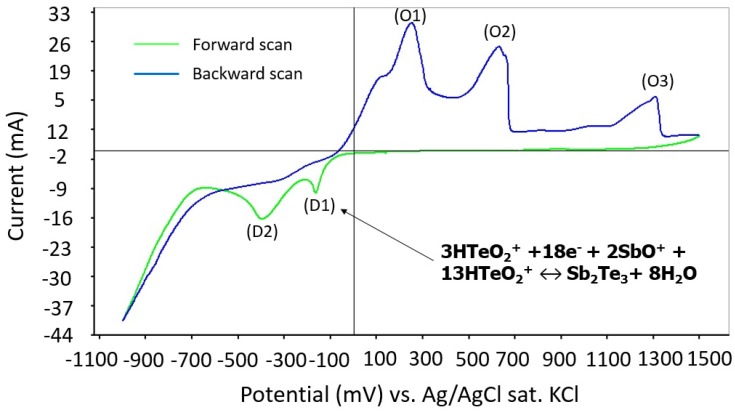 33
26
19
5
12
-2
-9
-16
-23
-30
-37
-44
Current (mA)
Forward scan
Backward scan
(O1)
(O2)
(O3)
(D2)
(D1)
3HTeO₂⁺ +18e⁻ + 2SbO⁺ +
13HTeO₂⁺ ↔ Sb₂Te₃+ 8H₂O
-1100 -900 -700 -500 -300 -100 100 300 500 700 900 1100 1300 1500
Potential (mV) vs. Ag/AgCl sat. KCl